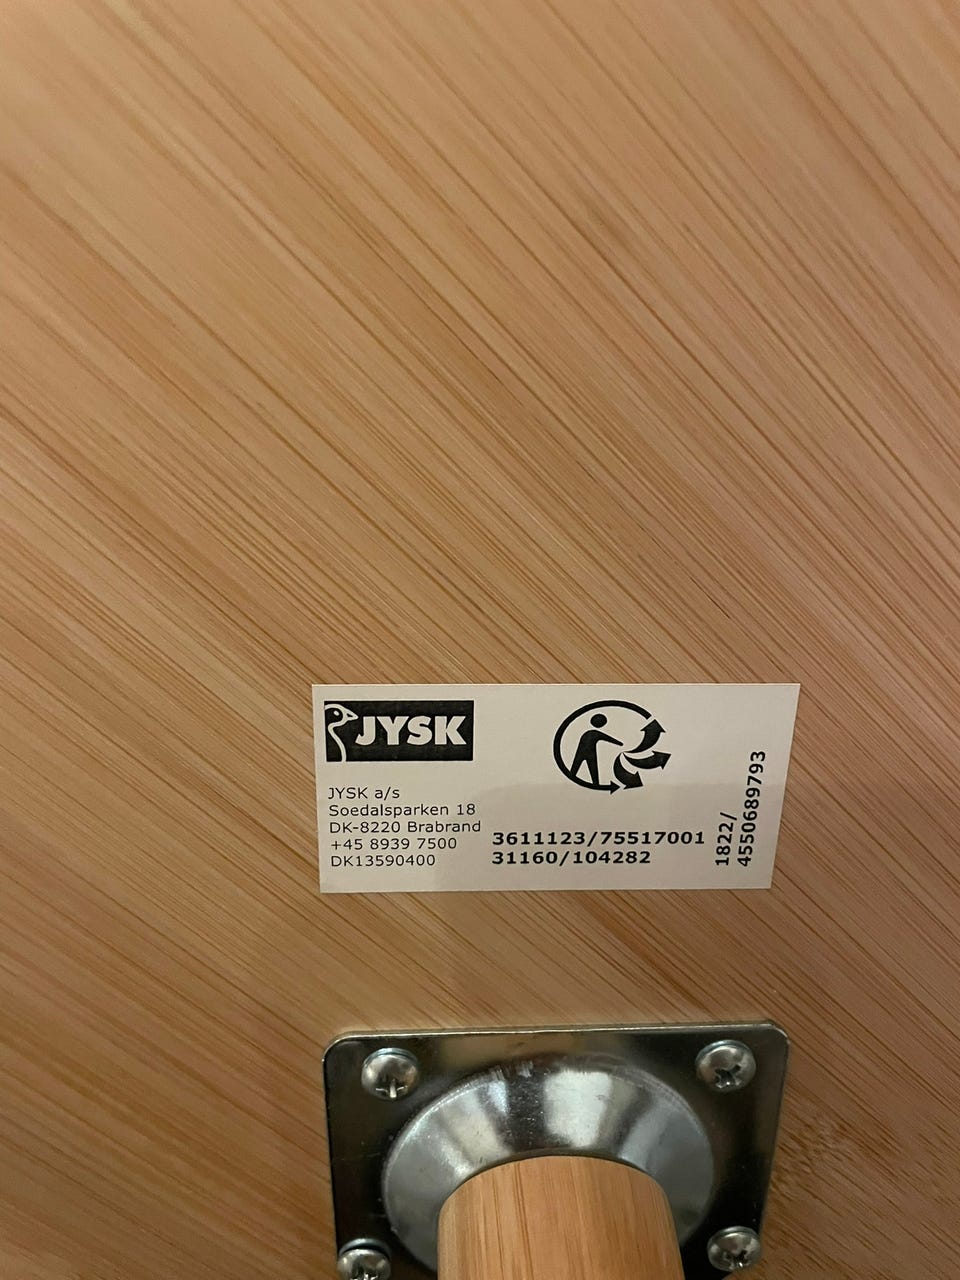 JYSK
JYSK a/s
Soedalsparken 18
DK-8220 Brabrand
+45 8939 7500
DK13590400
3611123/75517001
31160/104282
1822/
4550689793